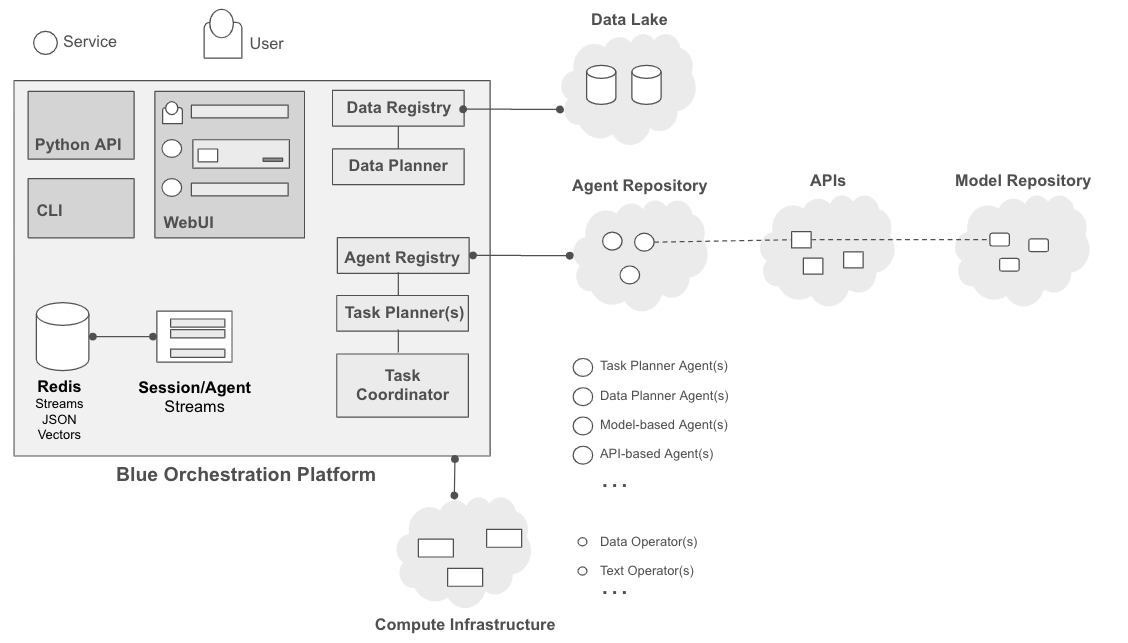 Service
User
Data Lake
Python API
CLI
WebUI
Data Registry
Data Planner
Agent Repository
APIs
Model Repository
Agent Registry
Task Planner(s)
Task
Coordinator
Redis
Streams
JSON
Vectors
Session/Agent
Streams
Task Planner Agent(s)
Data Planner Agent(s)
Model-based Agent(s)
API-based Agent(s)
...
Blue Orchestration Platform
Data Operator(s)
Text Operator(s)
...
Compute Infrastructure